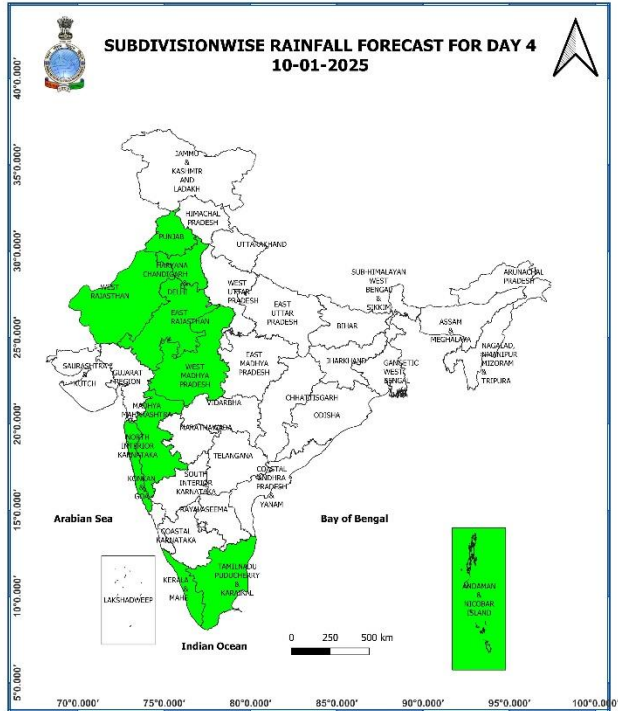 SUBDIVISIONWISE RAINFALL FORECAST FOR DAY 4
10-01-2025
40°0.000'
35°0.000'
30°0.000'
25°0.000'
20°0.000'
15°0.000'
10°0.000'
5°0.000'
JAMMO
&
KASHMIR
AND
LADAKH
HIMACHAL
PRADESH
PUNJAB
UTTARAKHAND
HARYANA
CHANDIGARH
&
DELHI
WEST
RAJASTHAN
WEST
UTTAR
PRADESH
SUB-HIMALAYAN
WEST
BENGAL
&
SIKKIM
ARUNACHAL
PRADESH
EAST
RAJASTHAN
EAST
UTTAR
PRADESH
BIHAR
ASSAM
&
MEGHALAYA
NAGALAD,
MIZORAM
&
TRIPURA
SAURASHTRA
&
KUTCH
GUJARAT
REGION
WEST
MADHYA
PRADESH
EAST
MADHYA
PRADESH
JHARKHAND
GANGETIC
WEST
BENGAL
MADHYA
MAHARASHTRA
VIDARBHA
CHHATTISGARH
ODISHA
MARATHAWADA
NORTH
INTERIOR
KARNATAKA
TELANGANA
KONKAN
&
GOA
SOUTH
INTERIOR
KARNATAKA
COASTAL
ANDHRA
PRADESH
&
YANAM
RAYALASEEMA
Arabian Sea
Bay of Bengal
COASTAL
KARNATAKA
LAKSHADWEEP
KERALA
&
MAHE
TAMILNADU
PUDUCHERRY
&
KARAIKAL
ANDAMAN
&
NICOBAR
ISLAND
Indian Ocean
0 250 500 km
70°0.000' 75°0.000' 80°0.000' 85°0.000' 90°0.000' 95°0.000' 100°0.000'